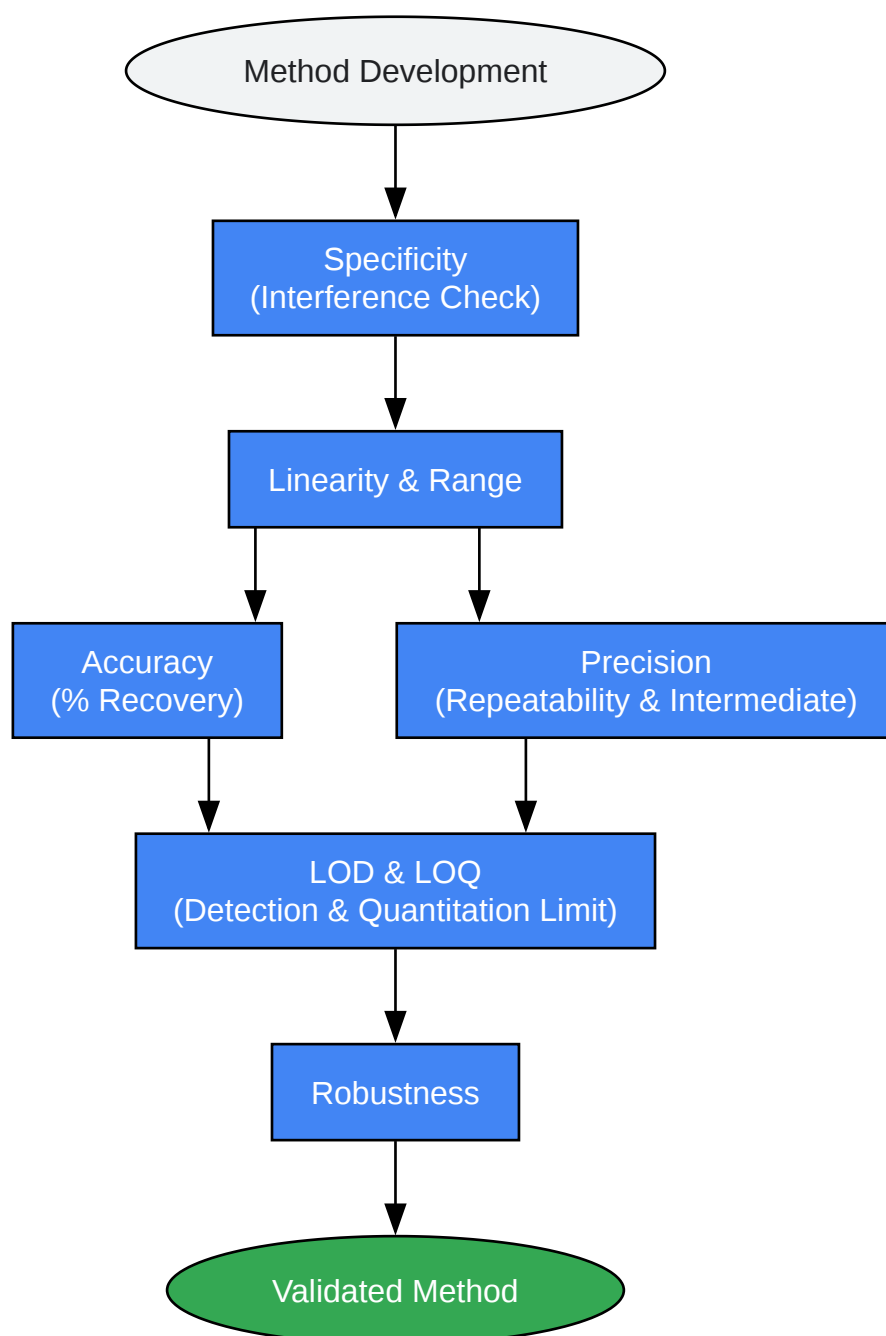 Method Development
Specificity
(Interference Check)
Linearity & Range
Accuracy
(% Recovery)
Precision
(Repeatability & Intermediate)
LOD & LOQ
(Detection & Quantitation Limit)
Robustness
Validated Method